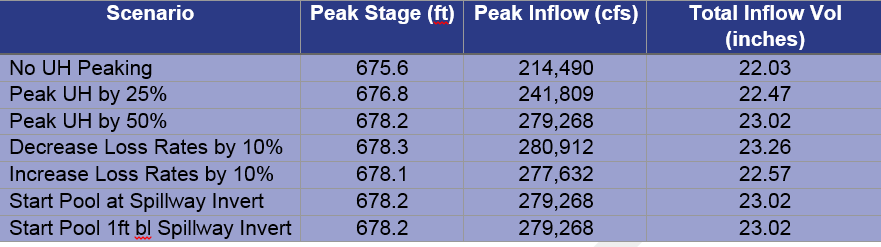 Scenario Peak Stage (ft) Peak Inflow (cfs) Total Inflow Vol
(inches)
No UH Peaking 675.6 214,490 22.03
Peak UH by 25% 676.8 241,809 22.47
Peak UH by 50% 678.2 279,268 23.02
Decrease Loss Rates by 10% 678.3 280,912 23.26
Increase Loss Rates by 10% 678.1 277,632 22.57
Start Pool at Spillway Invert 678.2 279,268 23.02
Start Pool 1ft bl Spillway Invert 678.2 279,268 23.02